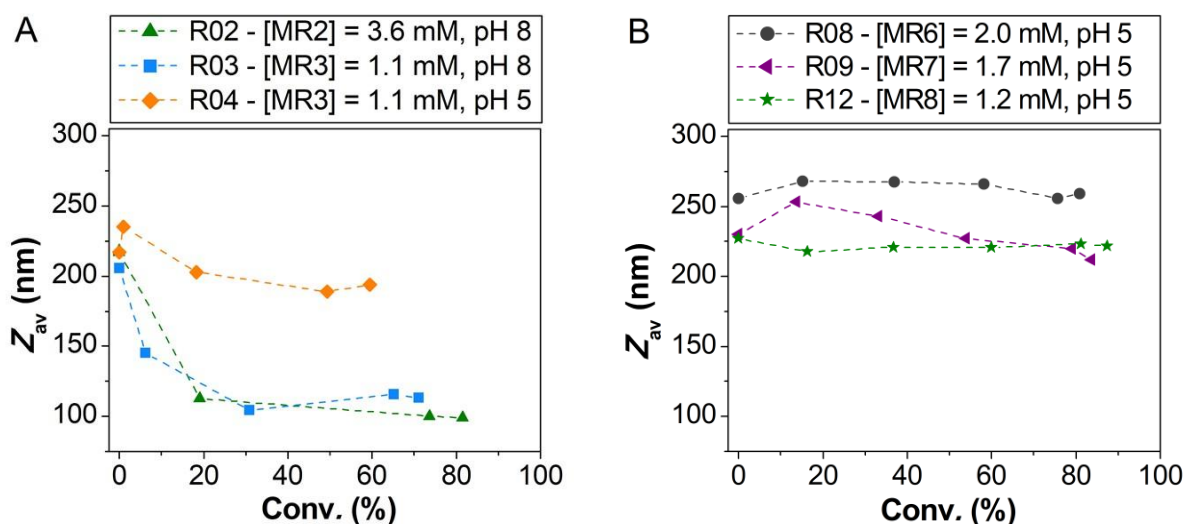 A
R02 - [MR2] = 3.6 mM, pH 8
R03 - [MR3] = 1.1 mM, pH 8
R04 - [MR3] = 1.1 mM, pH 5
300
250
200
150
100
Zav (nm)
0 20 40 60 80 100
Conv. (%)
B
R08 - [MR6] = 2.0 mM, pH 5
R09 - [MR7] = 1.7 mM, pH 5
R12 - [MR8] = 1.2 mM, pH 5
300
250
200
150
100
Zav (nm)
0 20 40 60 80 100
Conv. (%)